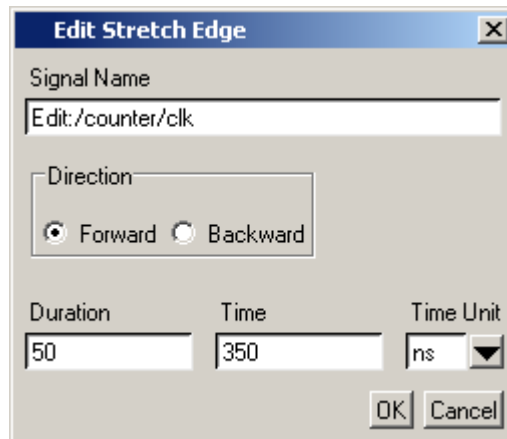 Edit Stretch Edge
Signal Name
Edit:/counter/clk
Direction
Forward Backward
Duration Time Time Unit
50 350 ns
OK Cancel